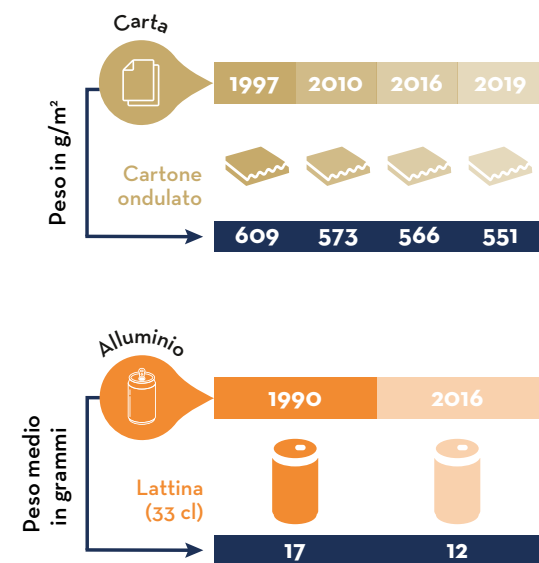 Carta
1997 2010 2016 2019
Peso in g/m²
Cartone
ondulato
609 573 566 551
Alluminio
1990 2016
Peso medio
in grammi
Lattina
(33 cl)
17 12